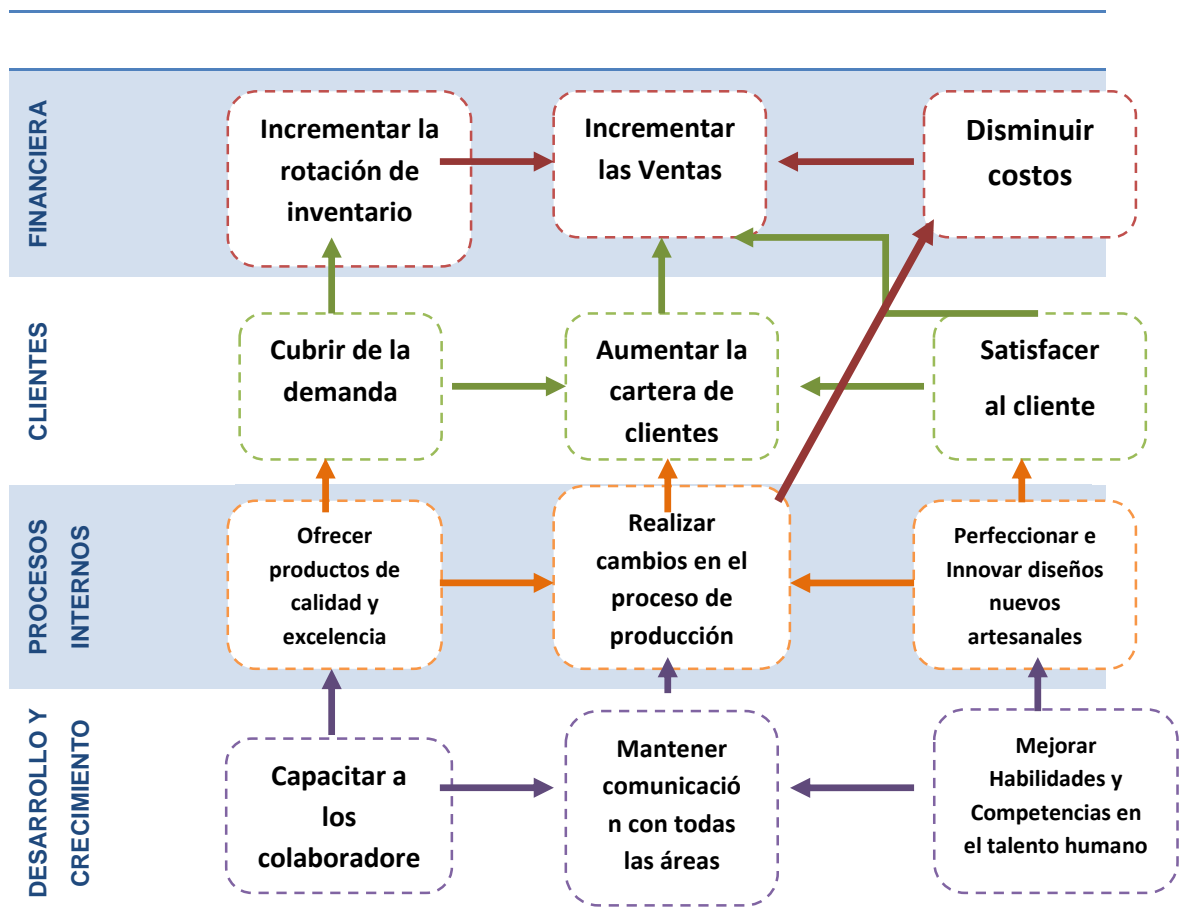 FINANCIERA
Incrementar la
rotación de
inventario
Incrementar
las Ventas
Disminuir
costos
CLIENTES
Cubrir de la
demanda
Aumentar la
cartera de
clientes
Satisfacer
al cliente
PROCESOS
INTERNOS
Ofrecer
productos de
calidad y
excelencia
Realizar
cambios en el
proceso de
producción
Perfeccionar e
Innovar diseños
nuevos
artesanales
DESARROLLO Y
CRECIMIENTO
Capacitar a
los
colaboradore
Mantener
comunicació
n con todas
las áreas
Mejorar
Habilidades y
Competencias en
el talento humano